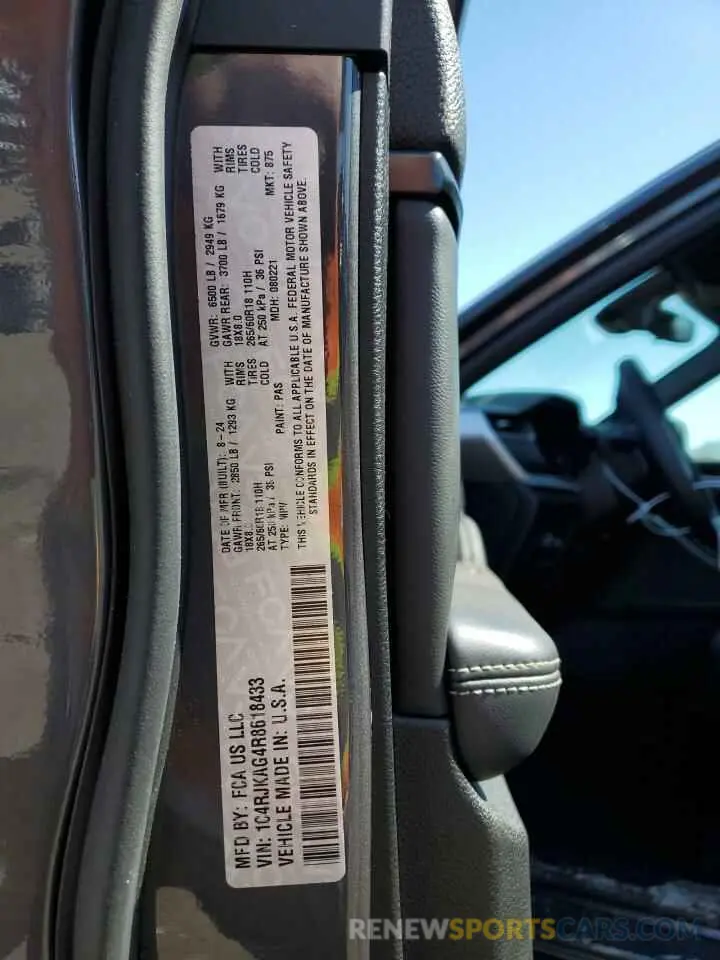 MFD BY: FCA US LLC
DATE OF MFR (BUILT): 8-24
GVWR: 6500 LB / 2949 KG
GAWR FRONT: 2850 LB / 1293 KG WITH
GAWR REAR: 3700 LB / 1679 KG WITH
18X8.0 RIMS
18X8.0 RIMS
265/60R18 110H TIRES
265/60R18 110H TIRES
AT 250 kPa / 36 PSI COLD
AT 250 kPa / 36 PSI COLD
TYPE: MPV
PAINT: PAS
MDH: 080221
MKT: 875
THIS VEHICLE CONFORMS TO ALL APPLICABLE U.S.A. FEDERAL MOTOR VEHICLE SAFETY
STANDARDS IN EFFECT ON THE DATE OF MANUFACTURE SHOWN ABOVE.
VIN: 1C4RJKAG4R8618433
VEHICLE MADE IN: U.S.A.
RENEWSPORTSCARS.COM